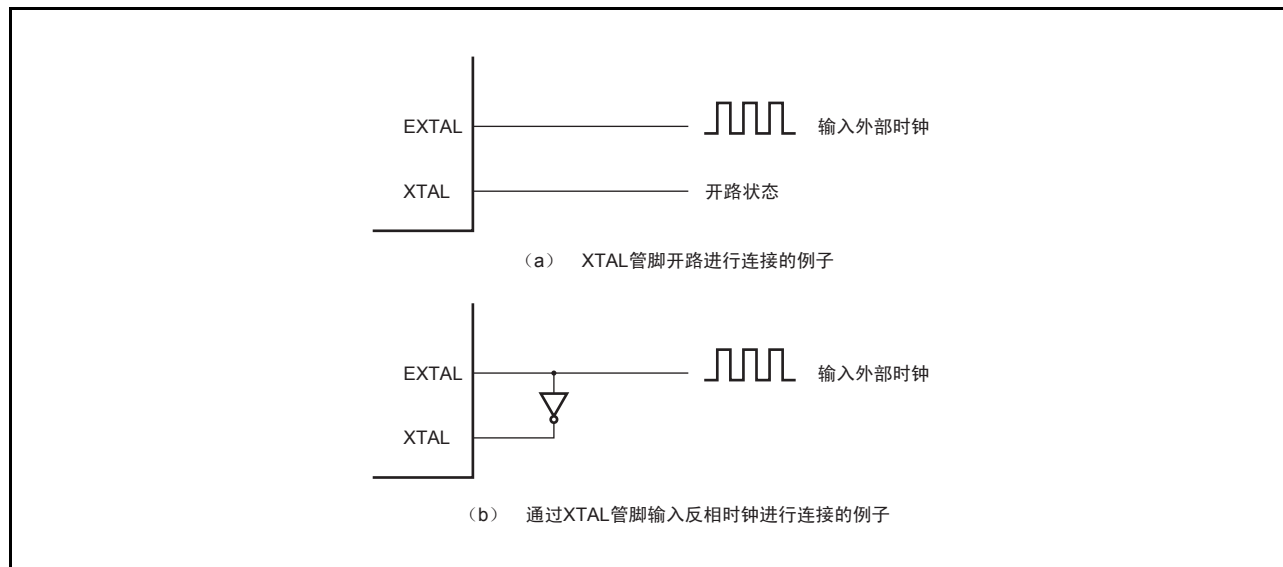 EXTAL 输入外部时钟
XTAL 开路状态
（a） XTAL管脚开路进行连接的例子
EXTAL 输入外部时钟
XTAL
（b） 通过XTAL管脚输入反相时钟进行连接的例子